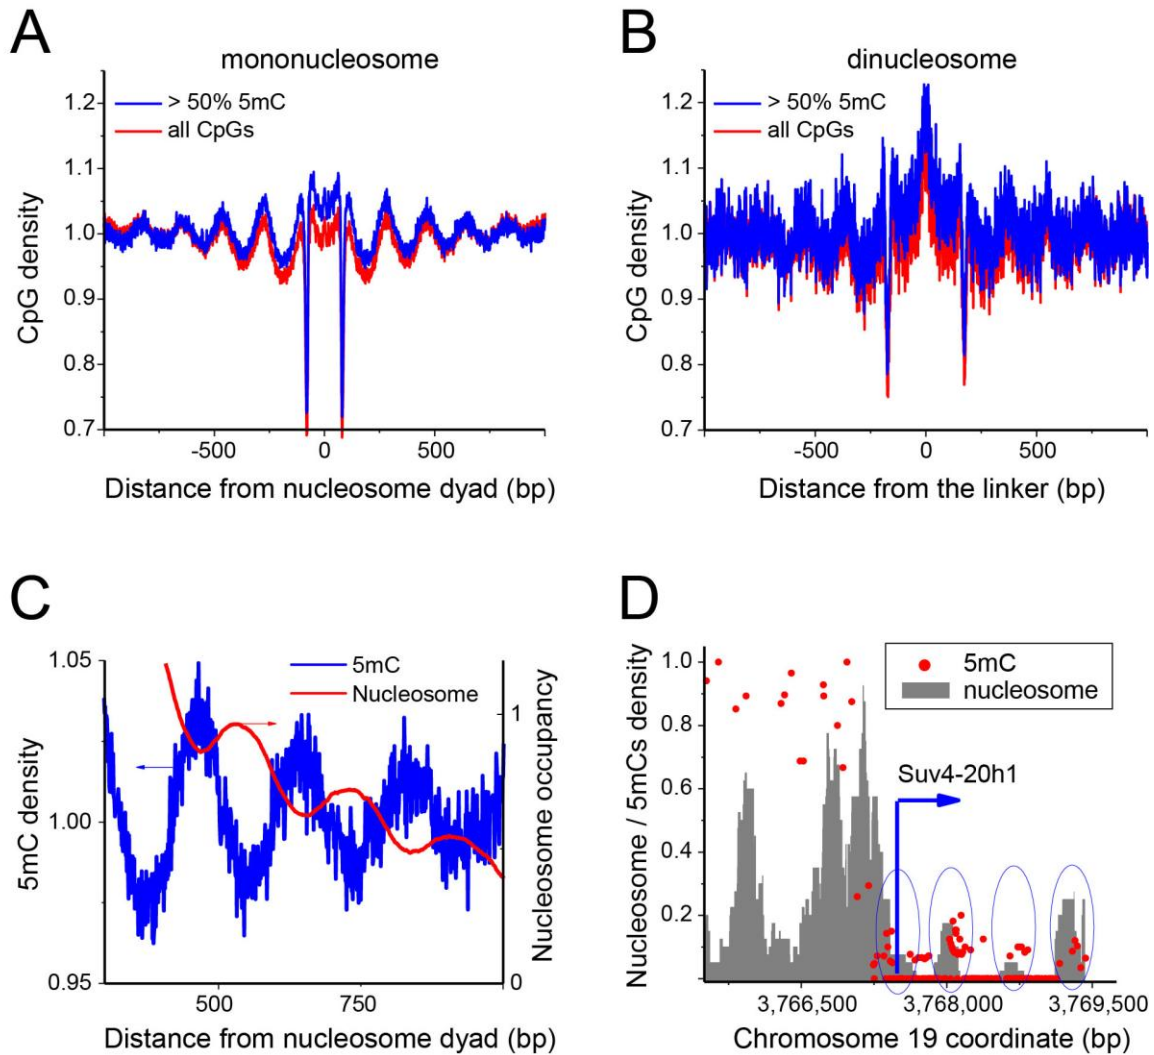 A
mononucleosome
> 50% 5mC
all CpGs
1.2
1.1
1.0
0.9
0.8
0.7
CpG density
-500
0
500
Distance from nucleosome dyad (bp)
B
dinucleosome
> 50% 5mC
all CpGs
1.2
1.1
1.0
0.9
0.8
0.7
CpG density
-500
0
500
Distance from the linker (bp)
C
5mC
Nucleosome
1.05
1.00
0.95
5mC density
1
0
Nucleosome occupancy
500
750
Distance from nucleosome dyad (bp)
D
5mC
nucleosome
Suv4-20h1
1.0
0.8
0.6
0.4
0.2
Nucleosome / 5mCs density
3,766,500
3,768,000
3,769,500
Chromosome 19 coordinate (bp)